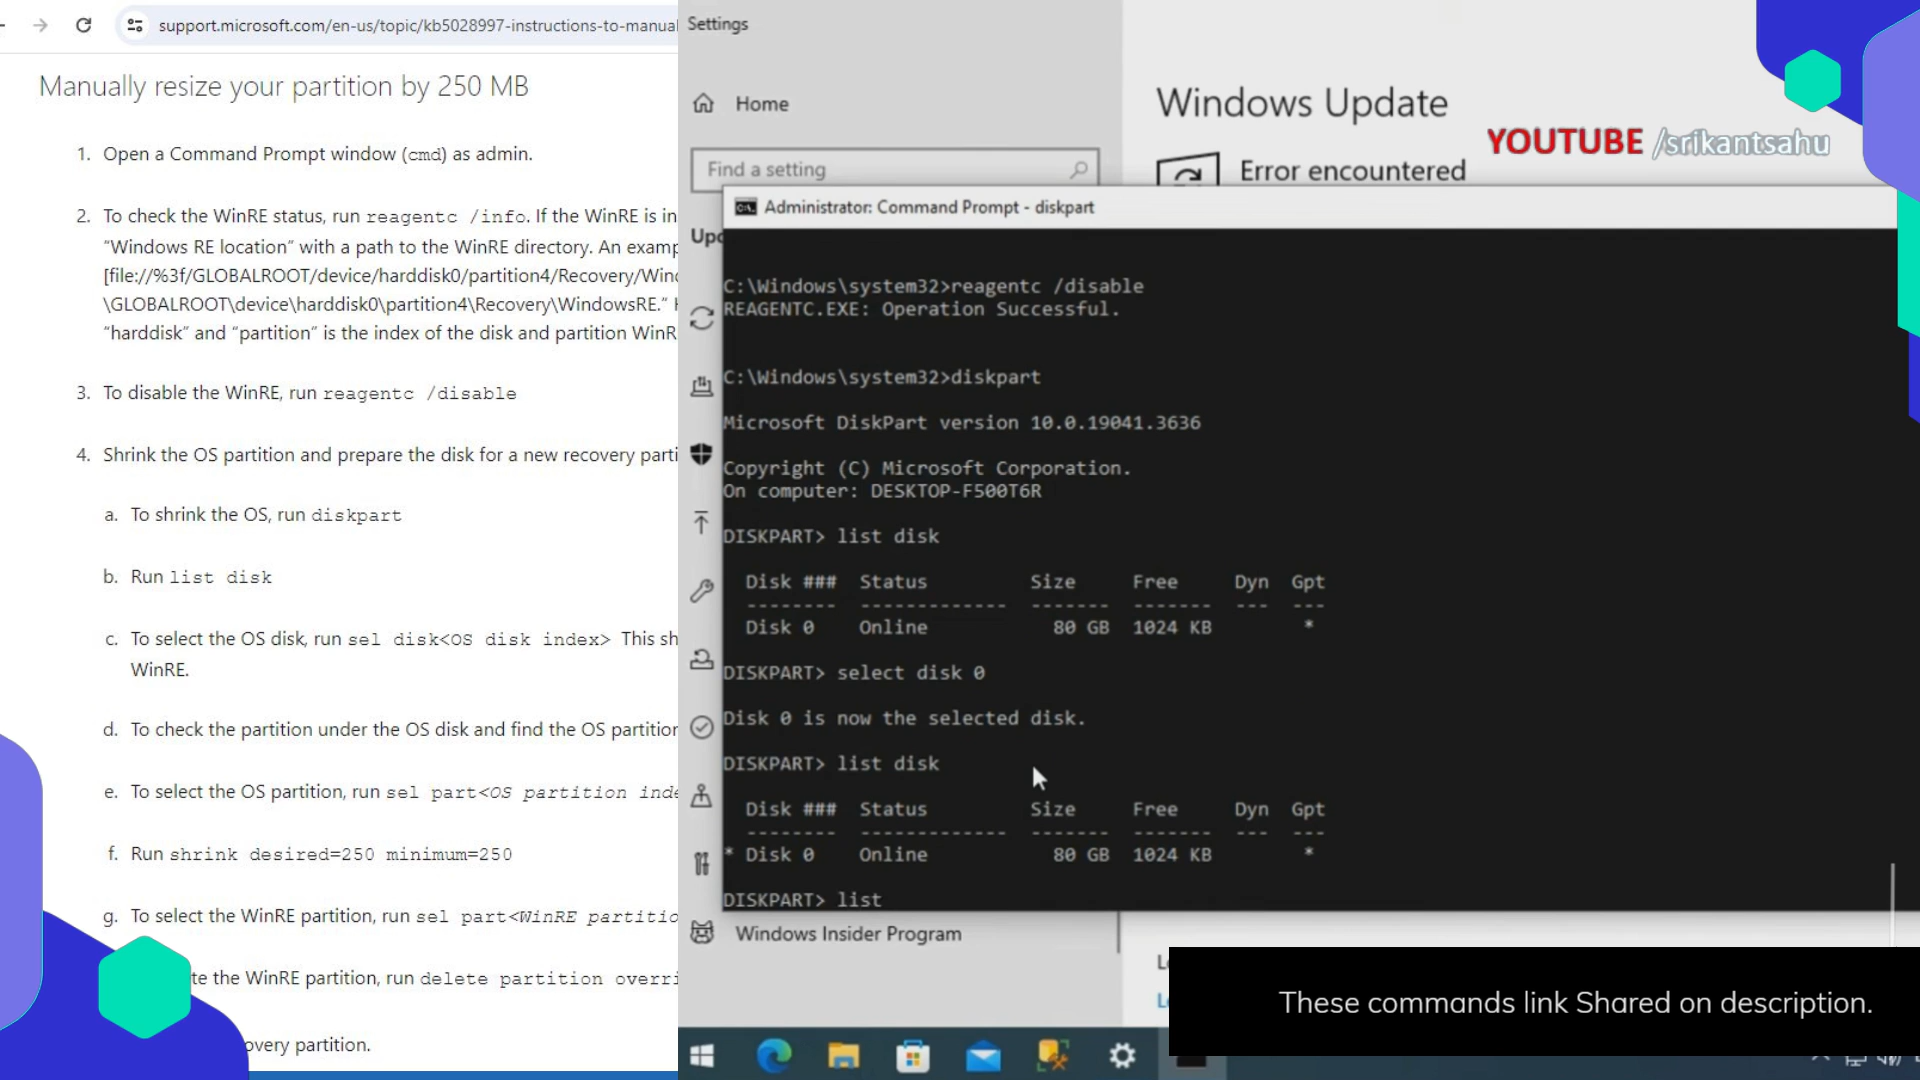 support.microsoft.com/en-us/topic/kb5028997-instructions-to-manual
Manually resize your partition by 250 MB
1. Open a Command Prompt window (cmd) as admin.
2. To check the WinRE status, run reagentc /info. If the WinRE is in
“Windows RE location” with a path to the WinRE directory. An examp
[file://%3f/GLOBALROOT/device/harddisk0/partition4/Recovery/Wind
\GLOBALROOT\device\harddisk0\partition4\Recovery\WindowsRE.”
“harddisk” and “partition” is the index of the disk and partition WinR
3. To disable the WinRE, run reagentc /disable
4. Shrink the OS partition and prepare the disk for a new recovery parti
a. To shrink the OS, run diskpart
b. Run list disk
c. To select the OS disk, run sel disk<OS disk index> This sh
WinRE.
d. To check the partition under the OS disk and find the OS partition
e. To select the OS partition, run sel part<OS partition inde
f. Run shrink desired=250 minimum=250
g. To select the WinRE partition, run sel part<WinRE partitio
te the WinRE partition, run delete partition overri
overy partition.
Settings
Home
Find a setting
Upd
Windows Insider Program
Windows Update
Error encountered
YOUTUBE /srikantsahu
Administrator: Command Prompt - diskpart
C:\Windows\system32>reagentc /disable
REAGENTC.EXE: Operation Successful.
C:\Windows\system32>diskpart
Microsoft DiskPart version 10.0.19041.3636
Copyright (C) Microsoft Corporation.
On computer: DESKTOP-F500T6R
DISKPART> list disk
Disk ### Status Size Free Dyn Gpt
-------- ------------- ------- ------- --- ---
Disk 0 Online 80 GB 1024 KB *
DISKPART> select disk 0
Disk 0 is now the selected disk.
DISKPART> list disk
Disk ### Status Size Free Dyn Gpt
-------- ------------- ------- ------- --- ---
* Disk 0 Online 80 GB 1024 KB *
DISKPART> list
These commands link Shared on description.